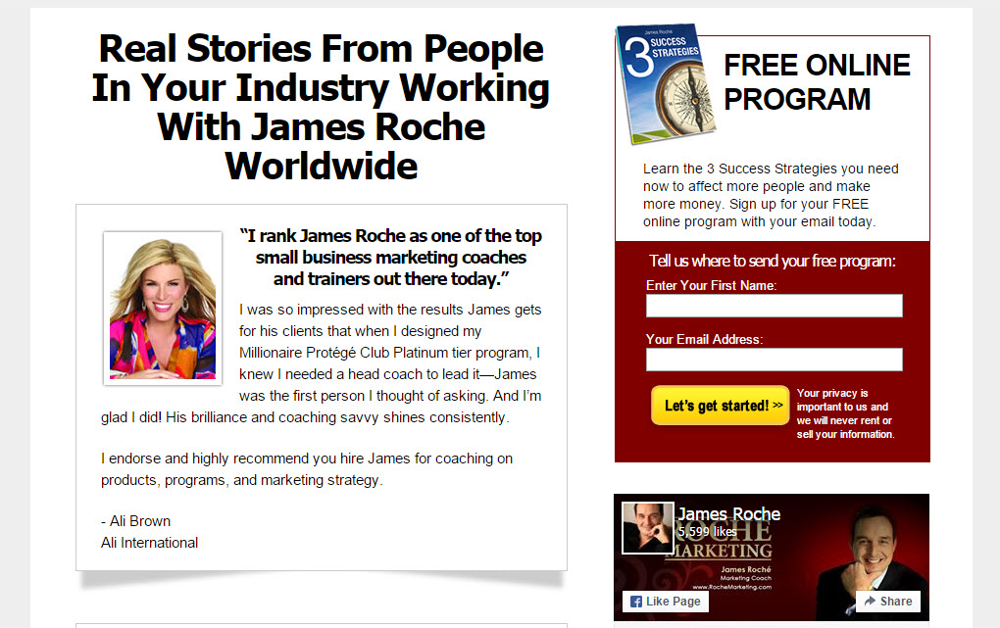 Real Stories From People
In Your Industry Working
With James Roche
Worldwide
“I rank James Roche as one of the top
small business marketing coaches
and trainers out there today.”
I was so impressed with the results James gets
for his clients that when I designed my
Millionaire Protégé Club Platinum tier program, I
knew I needed a head coach to lead it—James
was the first person I thought of asking. And I’m
glad I did! His brilliance and coaching savvy shines consistently.
I endorse and highly recommend you hire James for coaching on
products, programs, and marketing strategy.
- Ali Brown
Ali International
James Roche
3 SUCCESS
STRATEGIES
FREE ONLINE
PROGRAM
Learn the 3 Success Strategies you need
now to affect more people and make
more money. Sign up for your FREE
online program with your email today.
Tell us where to send your free program:
Enter Your First Name:
Your Email Address:
Let’s get started! >>
Your privacy is
important to us and
we will never rent or
sell your information.
James Roche
5,599 likes
ROCHE
MARKETING
James Roché
Marketing Coach
www.RocheMarketing.com
Like Page
Share